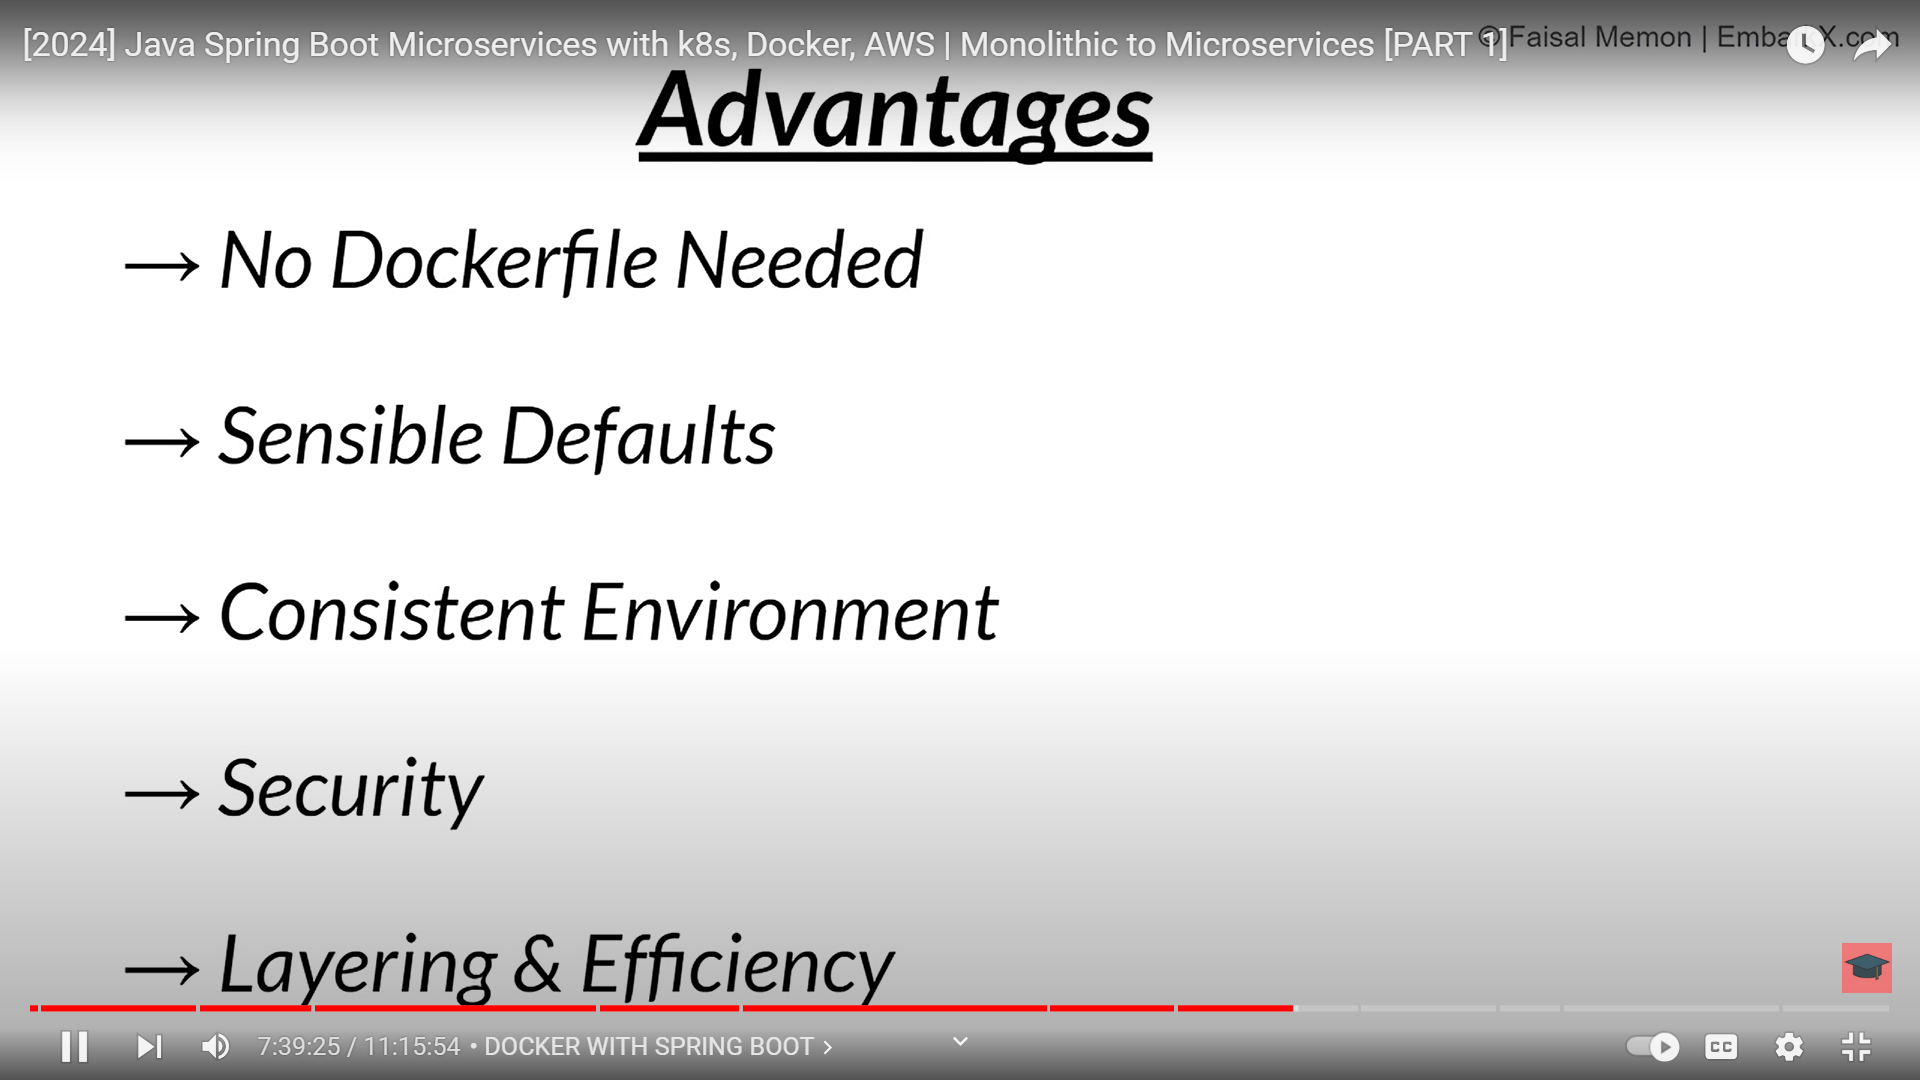 [2024] Java Spring Boot Microservices with k8s, Docker, AWS | Monolithic to Microservices [PART 1]
© Faisal Memon | EmbarkX.com
Advantages
→ No Dockerfile Needed
→ Sensible Defaults
→ Consistent Environment
→ Security
→ Layering & Efficiency
7:39:25 / 11:15:54 • DOCKER WITH SPRING BOOT >
CC